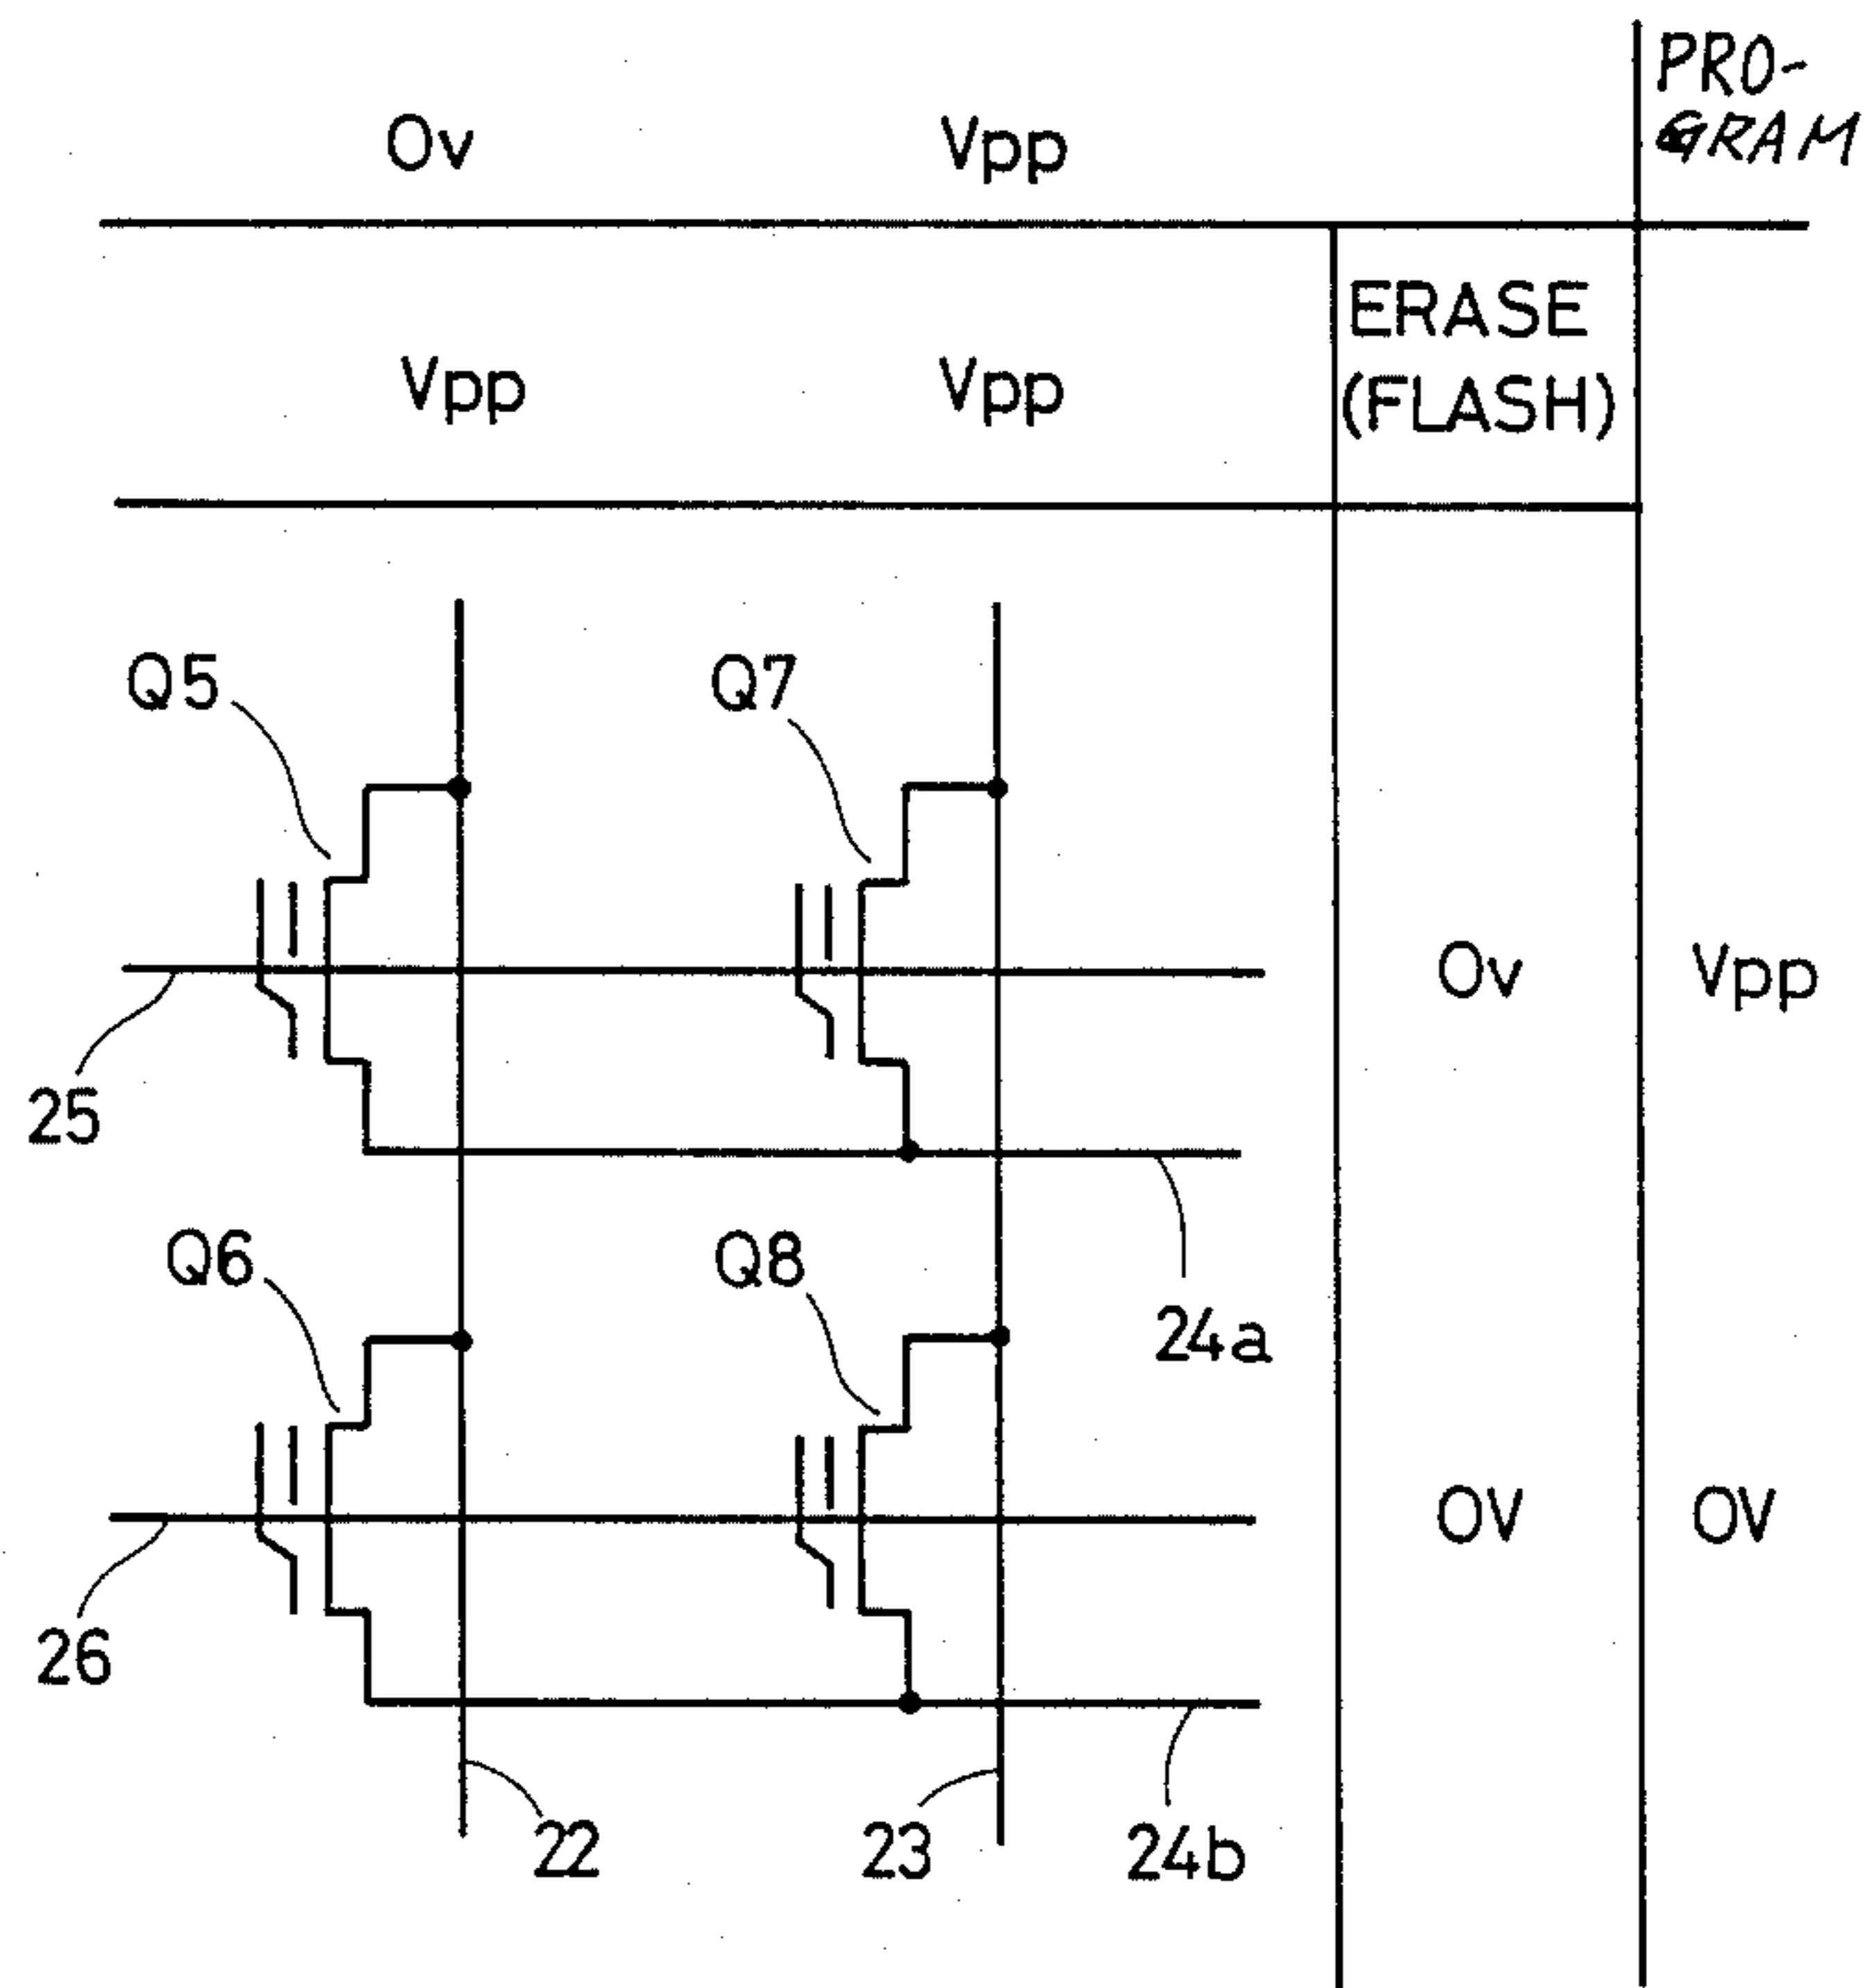 PRO-
Ov Vpp GRAM
ERASE
Vpp Vpp (FLASH)
Q5 Q7
Ov Vpp
25
Q6 Q8
24a
OV OV
26
22 23 24b